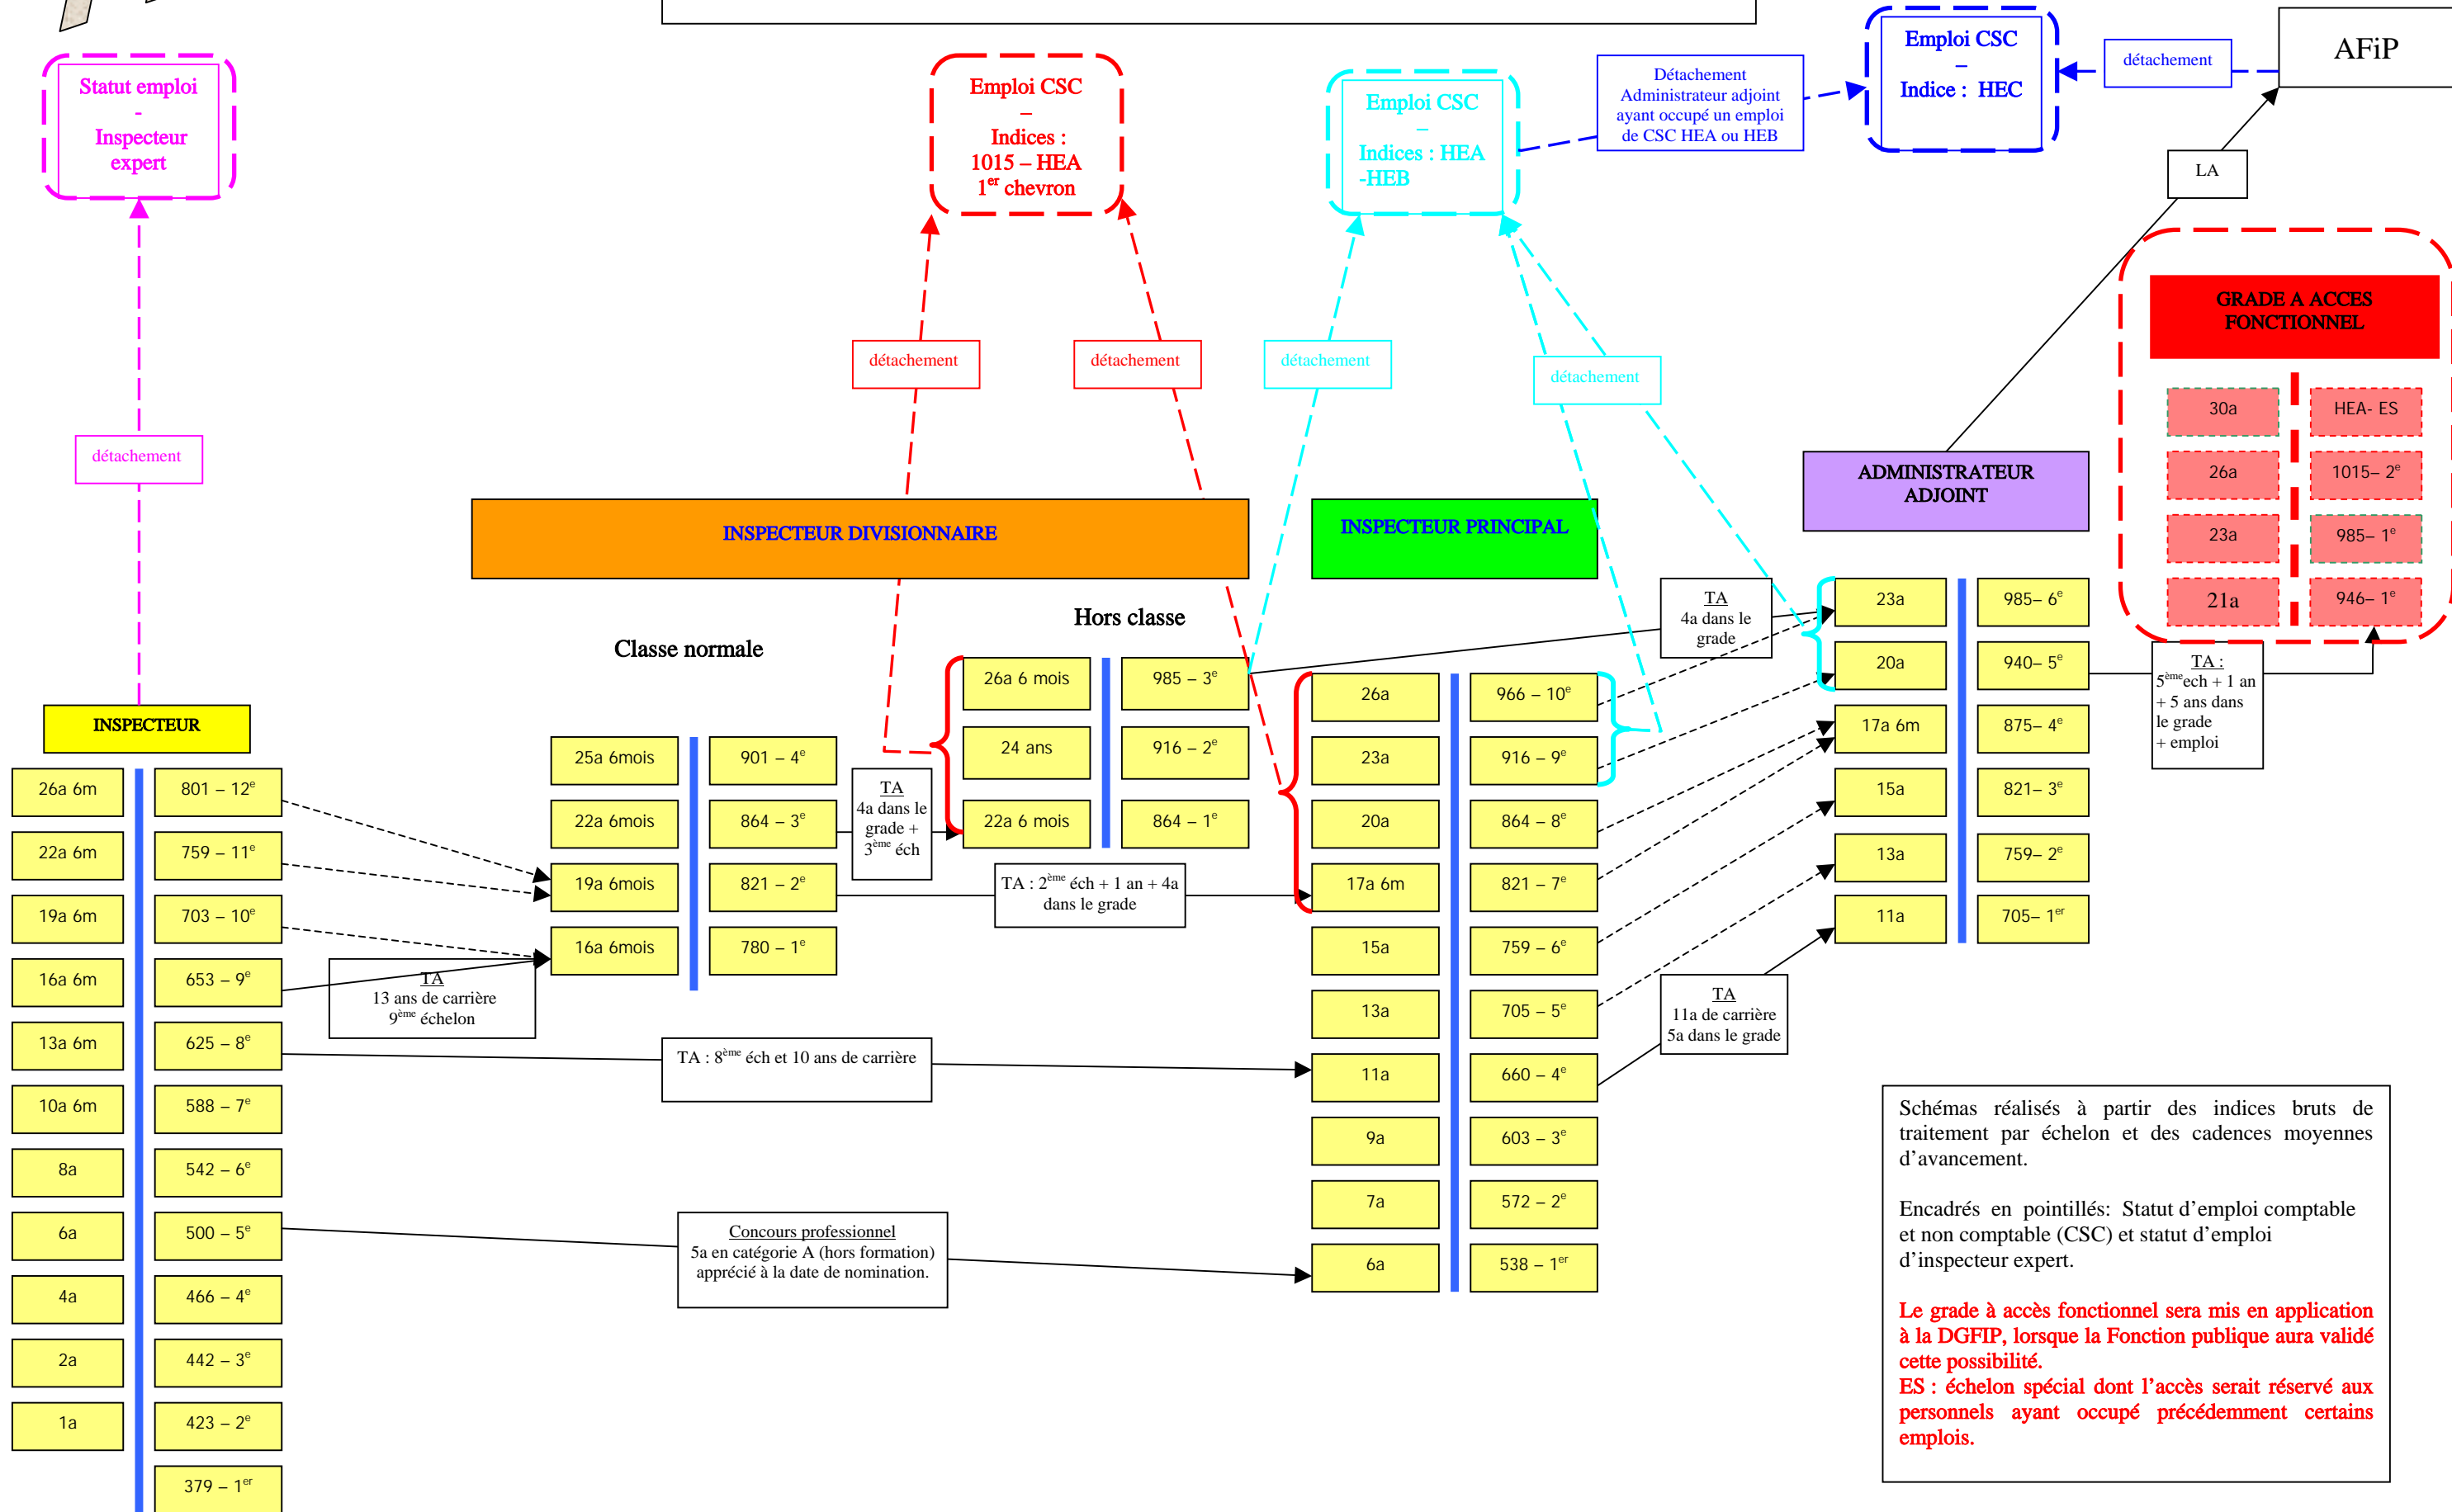 Statut emploi
-
Inspecteur
expert
Emploi CSC
–
Indices :
1015 – HEA
1er chevron
Emploi CSC
–
Indices : HEA
-HEB
Détachement
Administrateur adjoint
ayant occupé un emploi
de CSC HEA ou HEB
Emploi CSC
–
Indice : HEC
détachement
AFiP
LA
détachement
détachement
détachement
détachement
détachement
GRADE A ACCES
FONCTIONNEL
30a
HEA- ES
26a
1015– 2e
23a
985– 1e
21a
946– 1e
TA :
5èmeech + 1 an
+ 5 ans dans
le grade
+ emploi
INSPECTEUR
26a 6m
801 – 12e
22a 6m
759 – 11e
19a 6m
703 – 10e
16a 6m
653 – 9e
13a 6m
625 – 8e
10a 6m
588 – 7e
8a
542 – 6e
6a
500 – 5e
4a
466 – 4e
2a
442 – 3e
1a
423 – 2e
379 – 1er
TA
13 ans de carrière
9ème échelon
TA : 8ème éch et 10 ans de carrière
Concours professionnel
5a en catégorie A (hors formation)
apprécié à la date de nomination.
INSPECTEUR DIVISIONNAIRE
Classe normale
25a 6mois
901 – 4e
22a 6mois
864 – 3e
19a 6mois
821 – 2e
16a 6mois
780 – 1e
TA
4a dans le
grade +
3ème éch
Hors classe
26a 6 mois
985 – 3e
24 ans
916 – 2e
22a 6 mois
864 – 1e
TA : 2ème éch + 1 an + 4a
dans le grade
INSPECTEUR PRINCIPAL
26a
966 – 10e
23a
916 – 9e
20a
864 – 8e
17a 6m
821 – 7e
15a
759 – 6e
13a
705 – 5e
11a
660 – 4e
9a
603 – 3e
7a
572 – 2e
6a
538 – 1er
TA
4a dans le
grade
TA
11a de carrière
5a dans le grade
ADMINISTRATEUR
ADJOINT
23a
985– 6e
20a
940– 5e
17a 6m
875– 4e
15a
821– 3e
13a
759– 2e
11a
705– 1er
Schémas réalisés à partir des indices bruts de
traitement par échelon et des cadences moyennes
d’avancement.
Encadrés en pointillés: Statut d’emploi comptable
et non comptable (CSC) et statut d’emploi
d’inspecteur expert.
Le grade à accès fonctionnel sera mis en application
à la DGFIP, lorsque la Fonction publique aura validé
cette possibilité.
ES : échelon spécial dont l’accès serait réservé aux
personnels ayant occupé précédemment certains
emplois.